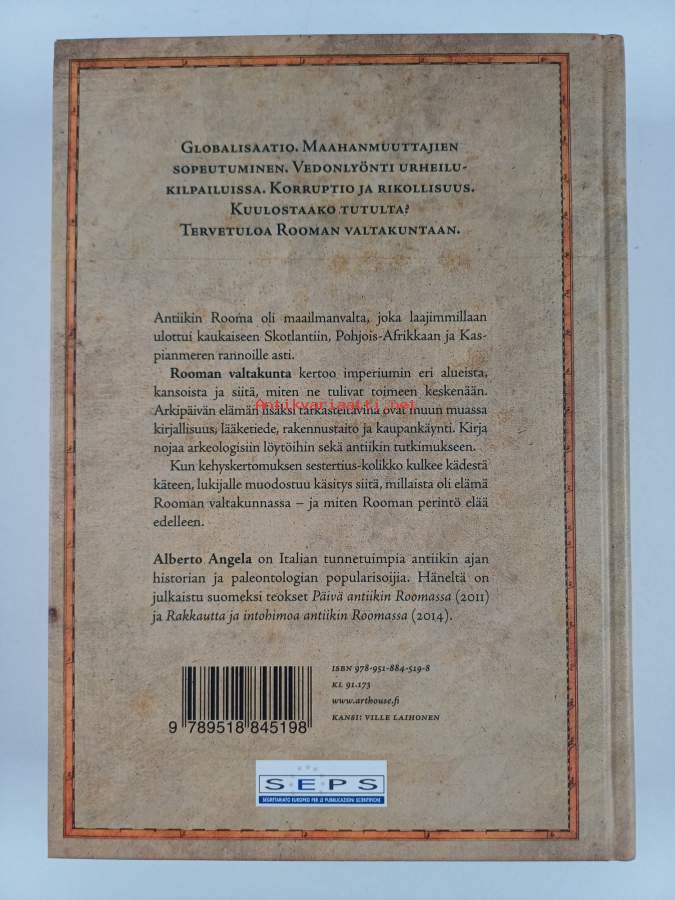 Globalisaatio. Maahanmuuttajien
sopeutuminen. Vedonlyönti urheilu-
kilpailuissa. Korruptio ja rikollisuus.
Kuulostaako tutulta?
Tervetuloa Rooman valtakuntaan.
Antiikin Rooma oli maailmanvalta, joka laajimmillaan
ulottui kaukaiseen Skotlantiin, Pohjois-Afrikkaan ja Kas-
pianmeren rannoille asti.
Rooman valtakunta kertoo imperiumin eri alueista,
kansoista ja siitä, miten ne tulivat toimeen keskenään.
Antikvariaatti.net
Arkipäivän elämän lisäksi tarkasteltavina ovat muun muassa
kirjallisuus, lääketiede, rakennustaito ja kaupankäynti. Kirja
nojaa arkeologisiin löytöihin sekä antiikin tutkimukseen.
Kun kehyskertomuksen sestertius-kolikko kulkee kädestä
käteen, lukijalle muodostuu käsitys siitä, millaista oli elämä
Rooman valtakunnassa – ja miten Rooman perintö elää
edelleen.
Alberto Angela on Italian tunnetuimpia antiikin ajan
historian ja paleontologian popularisoijia. Häneltä on
julkaistu suomeksi teokset Päivä antiikin Roomassa (2011)
ja Rakkautta ja intohimoa antiikin Roomassa (2014).
ISBN 978-951-884-519-8
KL 91.173
www.arthouse.fi
KANSI: VILLE LAIHONEN
9 789518 845198
S·E·P·S
SEGRETARIATO EUROPEO PER LE PUBBLICAZIONI SCIENTIFICHE